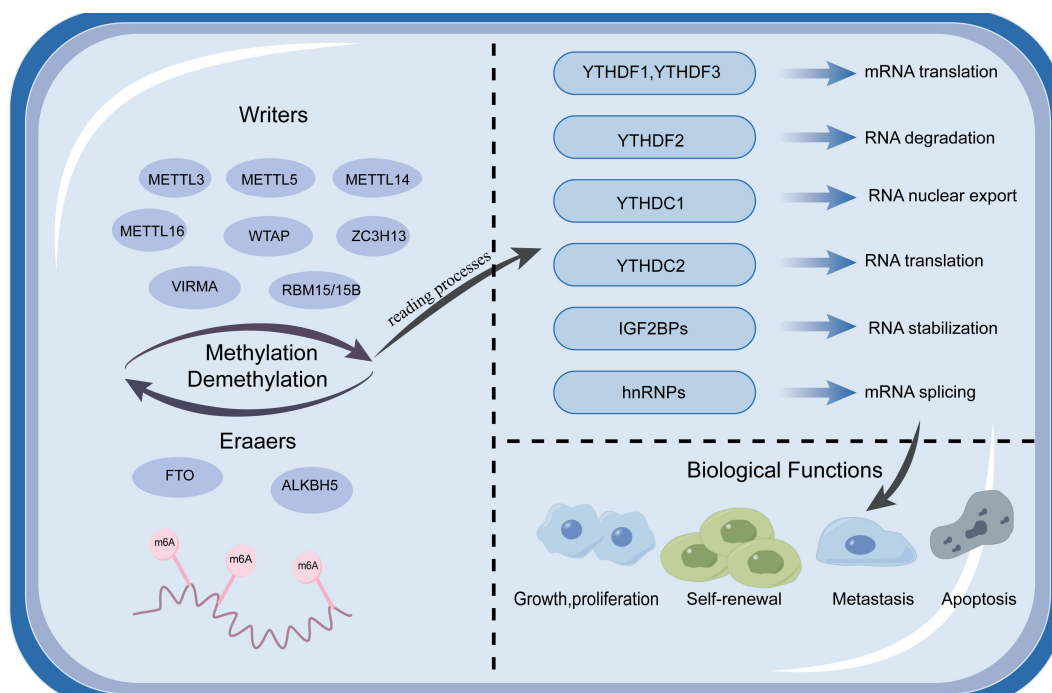 Writers
METTL3
METTL5
METTL14
METTL16
WTAP
ZC3H13
VIRMA
RBM15/15B
Methylation
Demethylation
Eraaers
FTO
ALKBH5
m6A
m6A
m6A
reading processes
YTHDF1,YTHDF3
mRNA translation
YTHDF2
RNA degradation
YTHDC1
RNA nuclear export
YTHDC2
RNA translation
IGF2BPs
RNA stabilization
hnRNPs
mRNA splicing
Biological Functions
Growth,proliferation
Self-renewal
Metastasis
Apoptosis